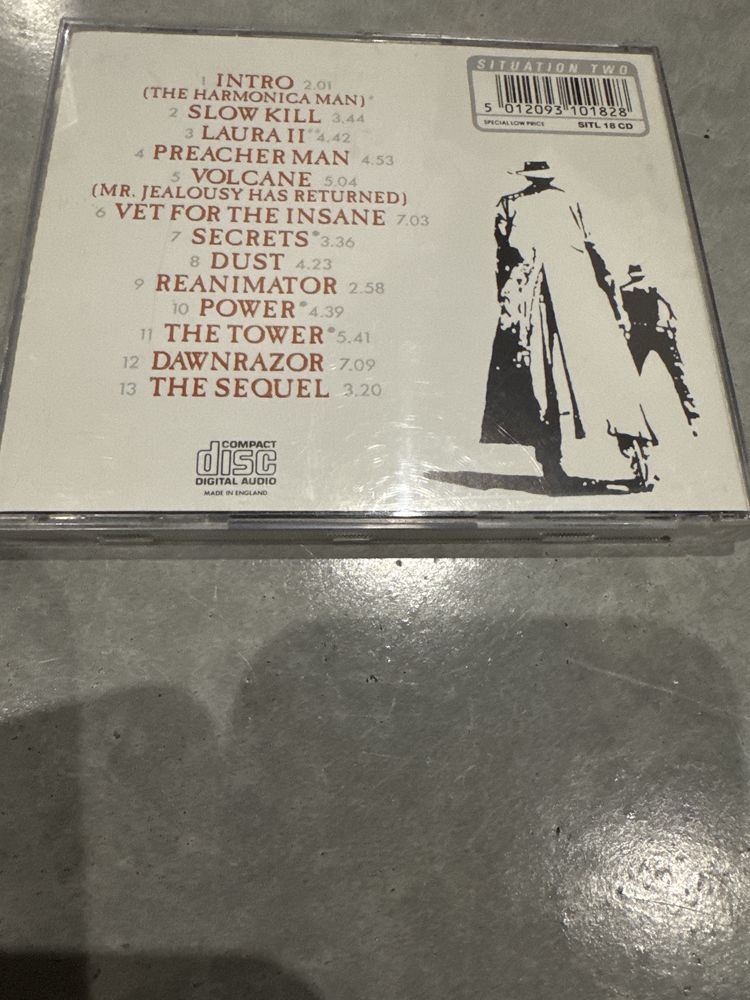 1 INTRO 2.01
(THE HARMONICA MAN)*
2 SLOW KILL 3.44
3 LAURA II** 4.42
4 PREACHER MAN 4.53
5 VOLCANE 5.04
(MR. JEALOUSY HAS RETURNED)
6 VET FOR THE INSANE 7.03
7 SECRETS* 3.36
8 DUST 4.23
9 REANIMATOR 2.58
10 POWER* 4.39
11 THE TOWER* 5.41
12 DAWNRAZOR 7.09
13 THE SEQUEL 3.20
SITUATION TWO
5 012093 101828
SPECIAL LOW PRICE SITL 18 CD
COMPACT
disc
DIGITAL AUDIO
MADE IN ENGLAND